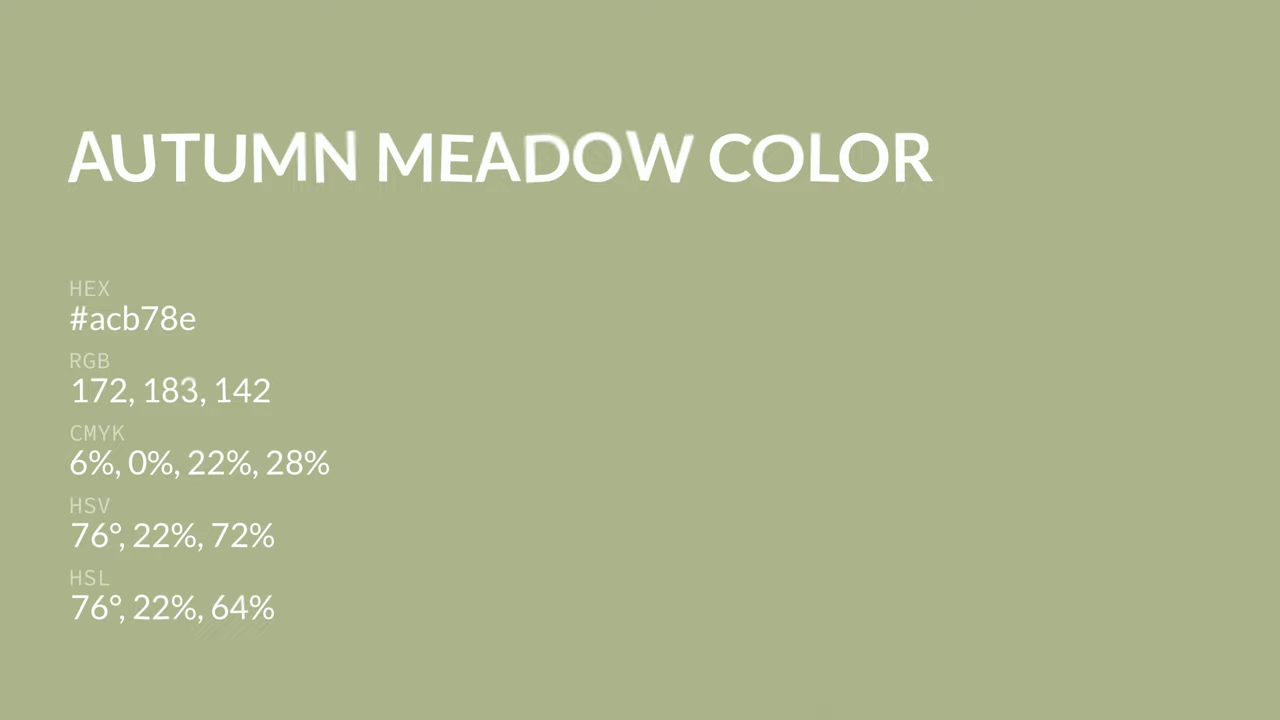 AUTUMN MEADOW COLOR
HEX
#acb78e
RGB
172, 183, 142
CMYK
6%, 0%, 22%, 28%
HSV
76°, 22%, 72%
HSL
76°, 22%, 64%